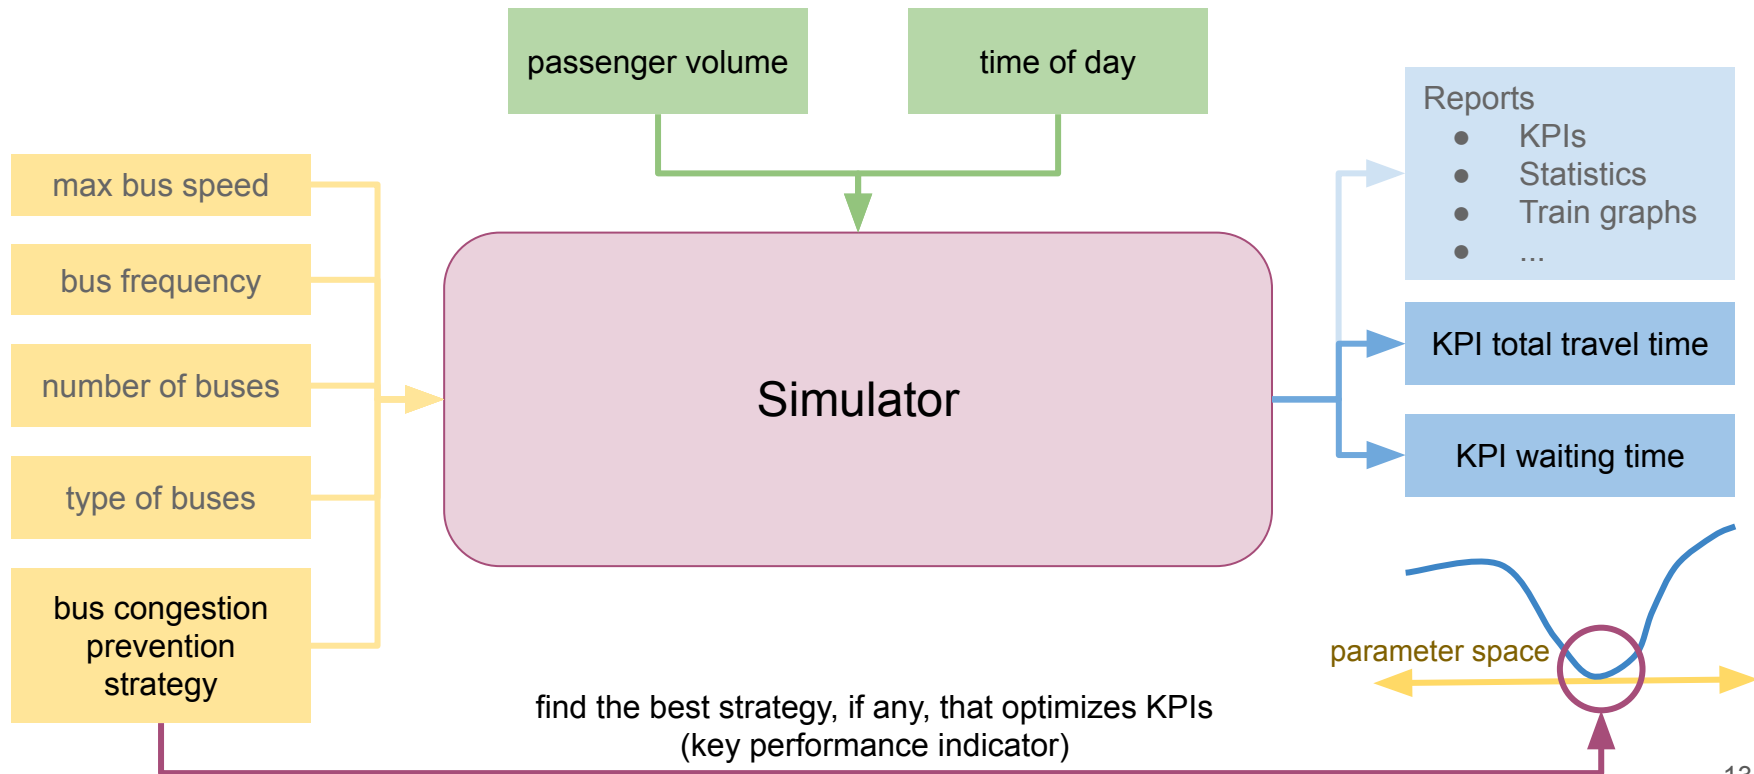 passenger volume
time of day
Reports
● KPIs
● Statistics
● Train graphs
● ...
max bus speed
bus frequency
number of buses
type of buses
bus congestion
prevention
strategy
Simulator
KPI total travel time
KPI waiting time
parameter space
find the best strategy, if any, that optimizes KPIs
(key performance indicator)
13